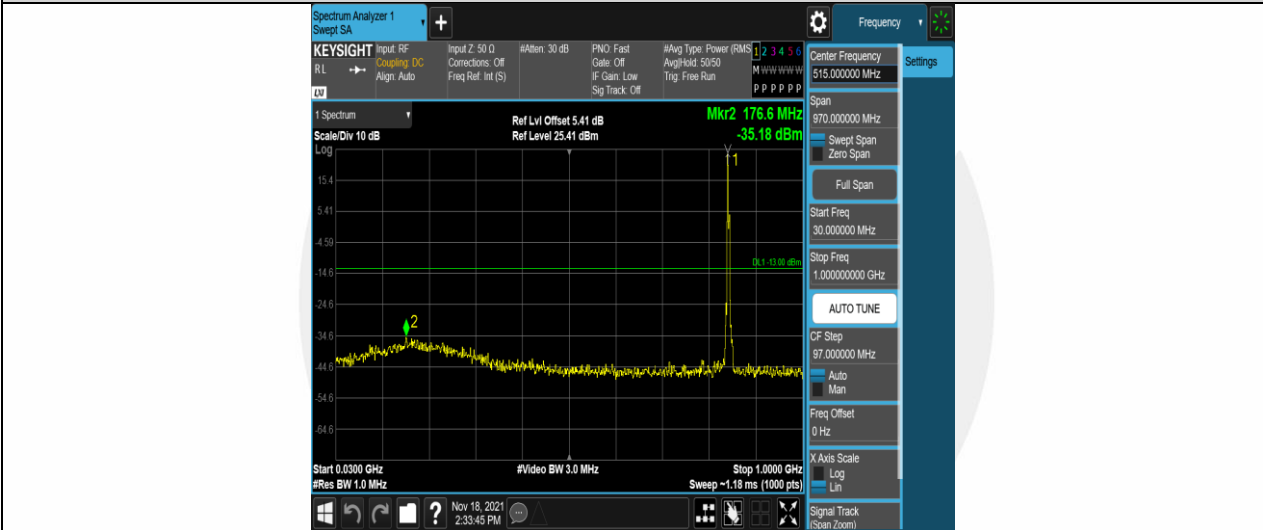 Spectrum Analyzer 1
Swept SA
+
Frequency
KEYSIGHT
RL
LXI
Input: RF
Coupling: DC
Align: Auto
Input Z: 50 Ω
Corrections: Off
Freq Ref: Int (S)
#Atten: 30 dB
PNO: Fast
Gate: Off
IF Gain: Low
Sig Track: Off
#Avg Type: Power (RMS
Avg|Hold: 50/50
Trig: Free Run
1 2 3 4 5 6
M W W W W W
P P P P P P
1 Spectrum
Scale/Div 10 dB
Ref Lvl Offset 5.41 dB
Ref Level 25.41 dBm
Mkr2 176.6 MHz
-35.18 dBm
Log
1
15.4
5.41
-4.59
DL1 -13.00 dBm
-14.6
-24.6
2
-34.6
-44.6
-54.6
-64.6
Start 0.0300 GHz
#Res BW 1.0 MHz
#Video BW 3.0 MHz
Stop 1.0000 GHz
Sweep ~1.18 ms (1000 pts)
?
Nov 18, 2021
2:33:45 PM
Center Frequency
515.000000 MHz
Settings
Span
970.000000 MHz
Swept Span
Zero Span
Full Span
Start Freq
30.000000 MHz
Stop Freq
1.000000000 GHz
AUTO TUNE
CF Step
97.000000 MHz
Auto
Man
Freq Offset
0 Hz
X Axis Scale
Log
Lin
Signal Track
(Span Zoom)